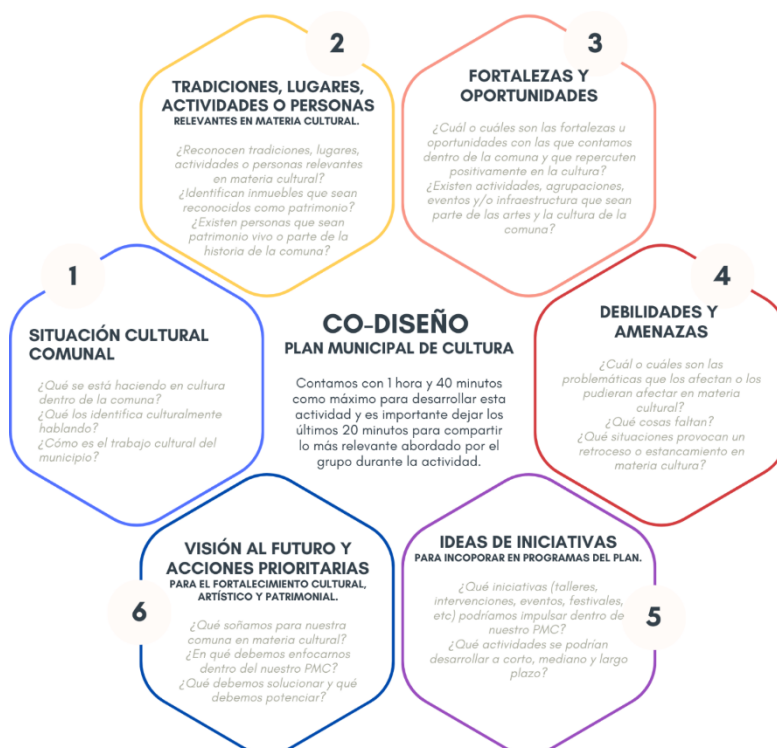 CO-DISEÑO
PLAN MUNICIPAL DE CULTURA
Contamos con 1 hora y 40 minutos
como máximo para desarrollar esta
actividad y es importante dejar los
últimos 20 minutos para compartir
lo más relevante abordado por el
grupo durante la actividad.
1
SITUACIÓN CULTURAL
COMUNAL
¿Qué se está haciendo en cultura
dentro de la comuna?
¿Qué los identifica culturalmente
hablando?
¿Cómo es el trabajo cultural del
municipio?
2
TRADICIONES, LUGARES,
ACTIVIDADES O PERSONAS
RELEVANTES EN MATERIA CULTURAL.
¿Reconocen tradiciones, lugares,
actividades o personas relevantes
en materia cultural?
¿Identifican inmuebles que sean
reconocidos como patrimonio?
¿Existen personas que sean
patrimonio vivo o parte de la
historia de la comuna?
3
FORTALEZAS Y
OPORTUNIDADES
¿Cuál o cuáles son las fortalezas u
oportunidades con las que contamos
dentro de la comuna y que repercuten
positivamente en la cultura?
¿Existen actividades, agrupaciones,
eventos y/o infraestructura que sean
parte de las artes y la cultura de la
comuna?
4
DEBILIDADES Y
AMENAZAS
¿Cuál o cuáles son las
problemáticas que los afectan o los
pudieran afectar en materia
cultural?
¿Qué cosas faltan?
¿Qué situaciones provocan un
retroceso o estancamiento en
materia cultura?
5
IDEAS DE INICIATIVAS
PARA INCOPORAR EN PROGRAMAS DEL PLAN.
¿Qué iniciativas (talleres,
intervenciones, eventos, festivales,
etc) podríamos impulsar dentro de
nuestro PMC?
¿Qué actividades se podrían
desarrollar a corto, mediano y largo
plazo?
6
VISIÓN AL FUTURO Y
ACCIONES PRIORITARIAS
PARA EL FORTALECIMIENTO CULTURAL,
ARTÍSTICO Y PATRIMONIAL.
¿Qué soñamos para nuestra
comuna en materia cultural?
¿En qué debemos enfocarnos
dentro del nuestro PMC?
¿Qué debemos solucionar y qué
debemos potenciar?